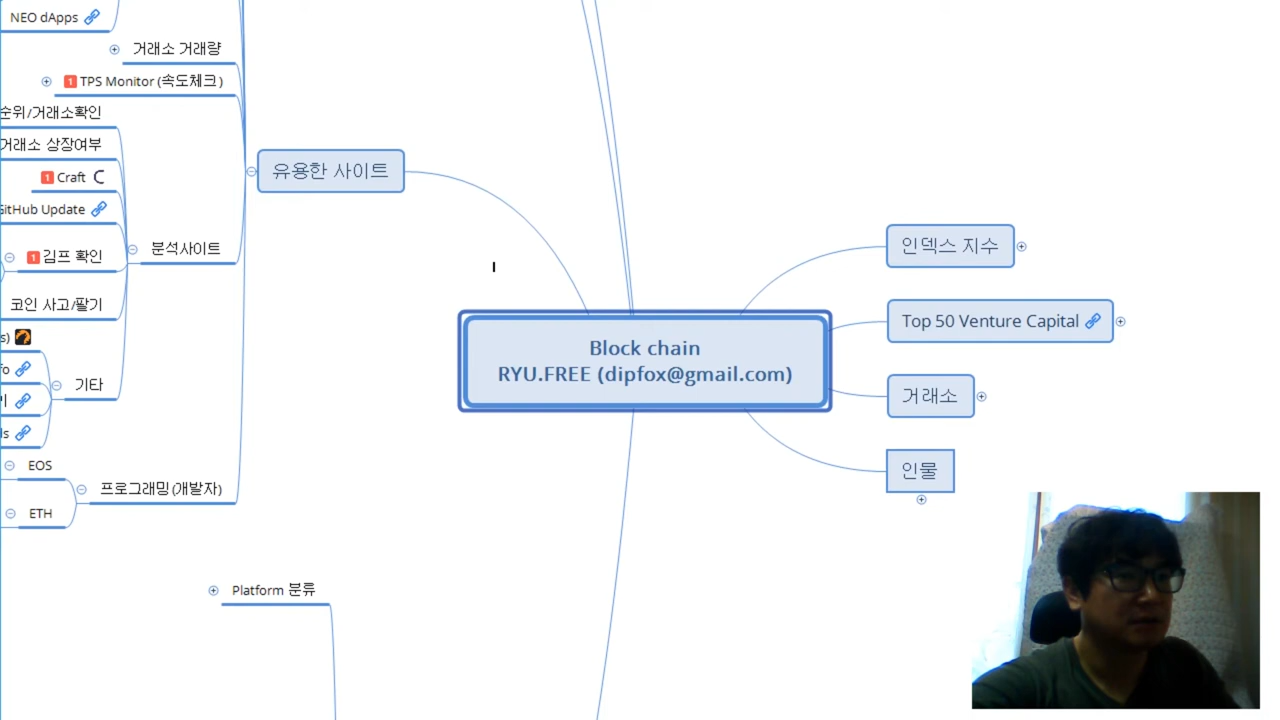 NEO dApps
거래소 거래량
1 TPS Monitor (속도체크)
순위/거래소확인
거래소 상장여부
1 Craft
GitHub Update
1 김프 확인
코인 사고/팔기
기타
분석사이트
유용한 사이트
EOS
ETH
프로그래밍(개발자)
Platform 분류
Block chain
RYU.FREE (dipfox@gmail.com)
인덱스 지수
Top 50 Venture Capital
거래소
인물